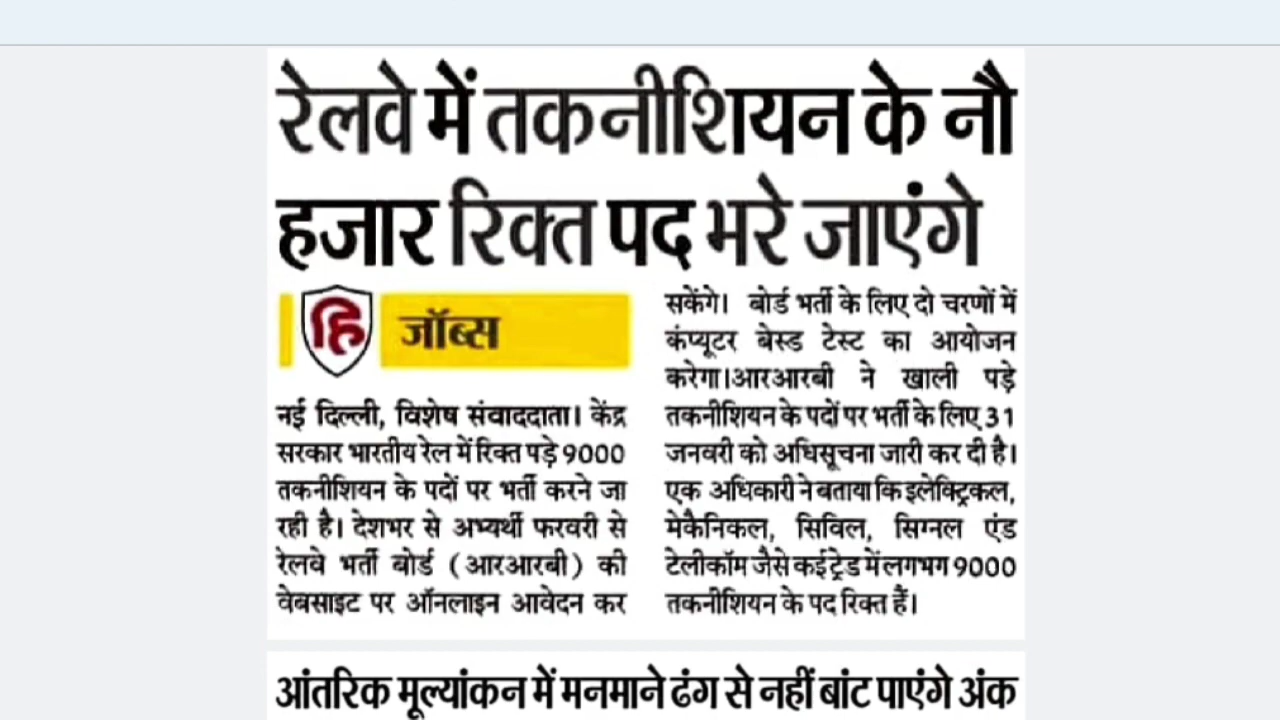 रेलवे में तकनीशियन के नौ
हजार रिक्त पद भरे जाएंगे
हि जॉब्स
नई दिल्ली, विशेष संवाददाता। केंद्र
सरकार भारतीय रेल में रिक्त पड़े 9000
तकनीशियन के पदों पर भर्ती करने जा
रही है। देशभर से अभ्यर्थी फरवरी से
रेलवे भर्ती बोर्ड (आरआरबी) की
वेबसाइट पर ऑनलाइन आवेदन कर
सकेंगे। बोर्ड भर्ती के लिए दो चरणों में
कंप्यूटर बेस्ड टेस्ट का आयोजन
करेगा।आरआरबी ने खाली पड़े
तकनीशियन के पदों पर भर्ती के लिए 31
जनवरी को अधिसूचना जारी कर दी है।
एक अधिकारी ने बताया कि इलेक्ट्रिकल,
मेकैनिकल, सिविल, सिग्नल एंड
टेलीकॉम जैसे कई ट्रेड में लगभग 9000
तकनीशियन के पद रिक्त हैं।
आंतरिक मूल्यांकन में मनमाने ढंग से नहीं बांट पाएंगे अंक